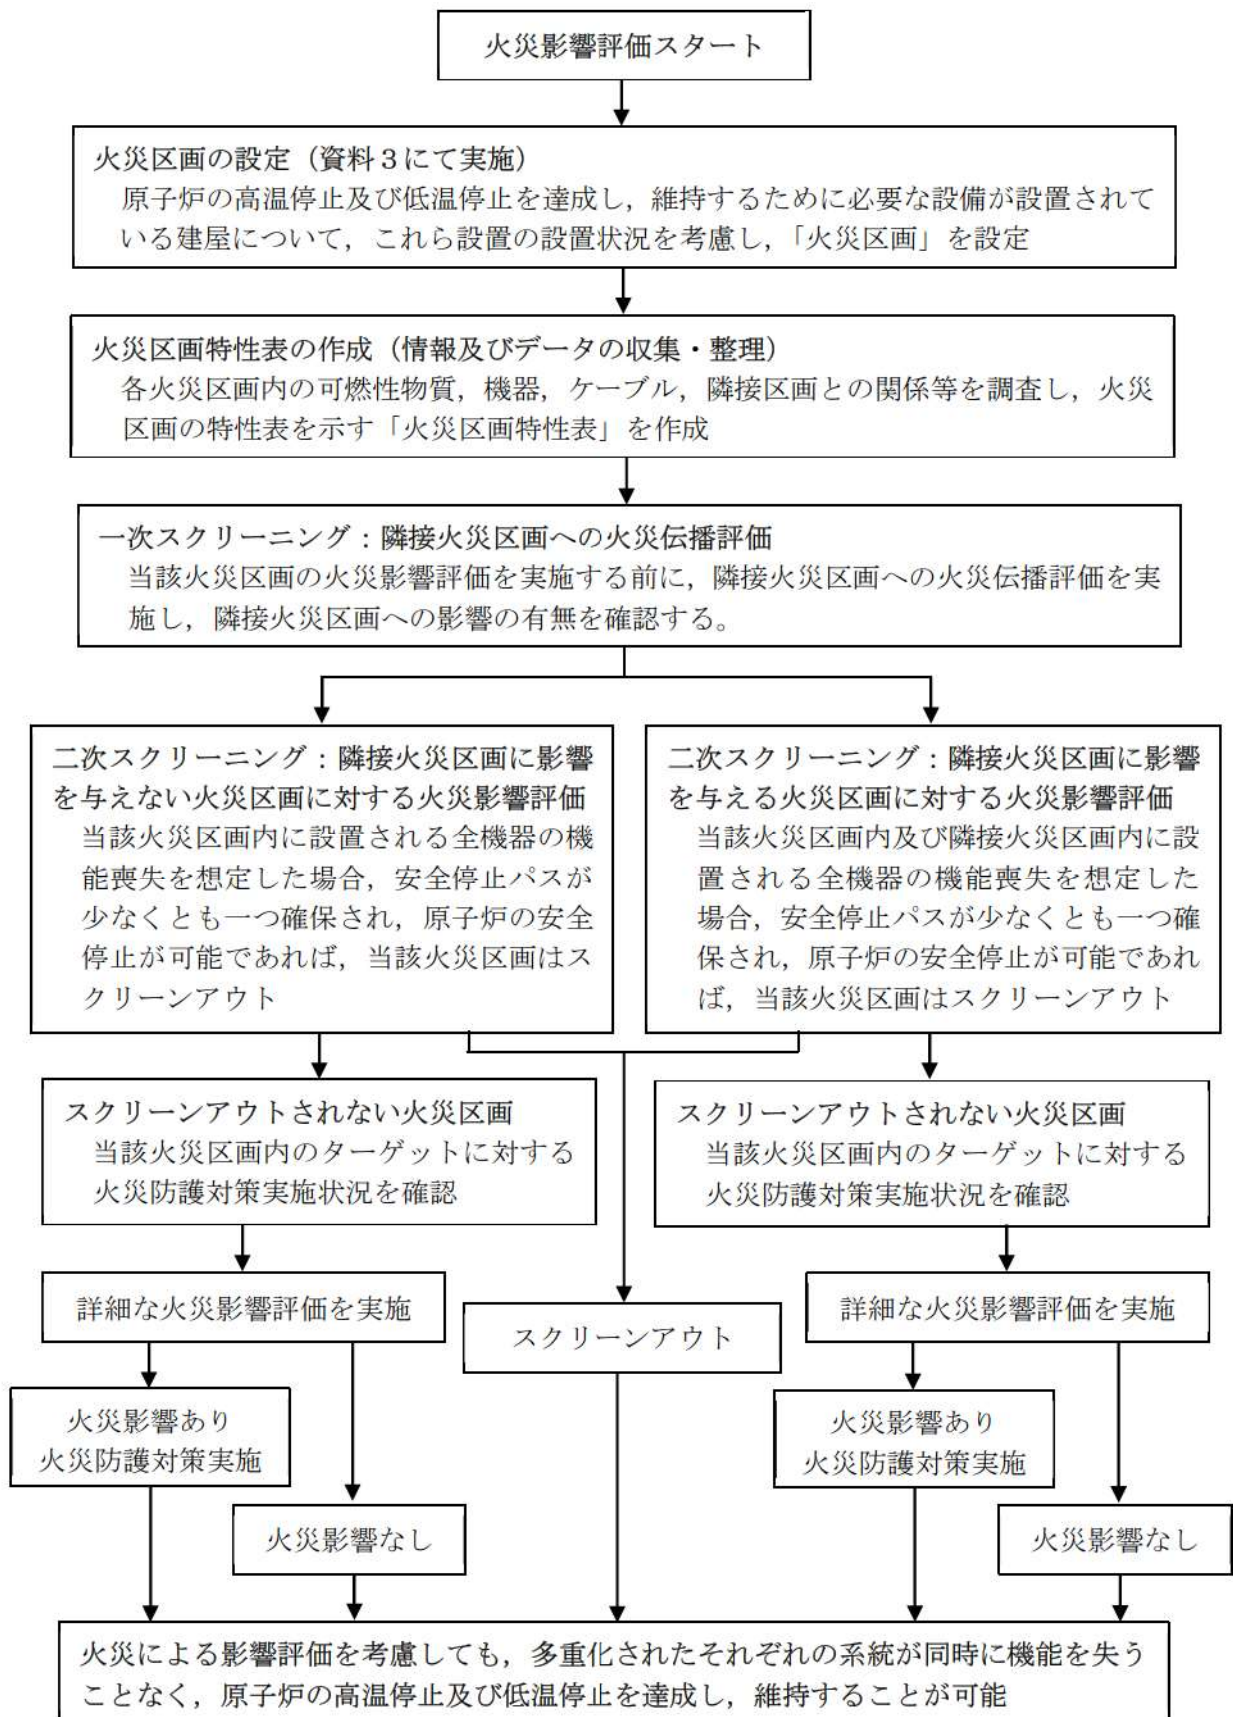 火災影響評価スタート
火災区画の設定（資料３にて実施）
原子炉の高温停止及び低温停止を達成し，維持するために必要な設備が設置されて
いる建屋について，これら設置の設置状況を考慮し，「火災区画」を設定
火災区画特性表の作成（情報及びデータの収集・整理）
各火災区画内の可燃性物質，機器，ケーブル，隣接区画との関係等を調査し，火災
区画の特性表を示す「火災区画特性表」を作成
一次スクリーニング：隣接火災区画への火災伝播評価
当該火災区画の火災影響評価を実施する前に，隣接火災区画への火災伝播評価を実
施し，隣接火災区画への影響の有無を確認する。
二次スクリーニング：隣接火災区画に影響
を与えない火災区画に対する火災影響評価
当該火災区画内に設置される全機器の機
能喪失を想定した場合，安全停止パスが
少なくとも一つ確保され，原子炉の安全
停止が可能であれば，当該火災区画はス
クリーンアウト
二次スクリーニング：隣接火災区画に影響
を与える火災区画に対する火災影響評価
当該火災区画内及び隣接火災区画内に設
置される全機器の機能喪失を想定した
場合，安全停止パスが少なくとも一つ確
保され，原子炉の安全停止が可能であれ
ば，当該火災区画はスクリーンアウト
スクリーンアウトされない火災区画
当該火災区画内のターゲットに対する
火災防護対策実施状況を確認
スクリーンアウトされない火災区画
当該火災区画内のターゲットに対する
火災防護対策実施状況を確認
詳細な火災影響評価を実施
スクリーンアウト
詳細な火災影響評価を実施
火災影響あり
火災防護対策実施
火災影響なし
火災影響あり
火災防護対策実施
火災影響なし
火災による影響評価を考慮しても，多重化されたそれぞれの系統が同時に機能を失う
ことなく，原子炉の高温停止及び低温停止を達成し，維持することが可能